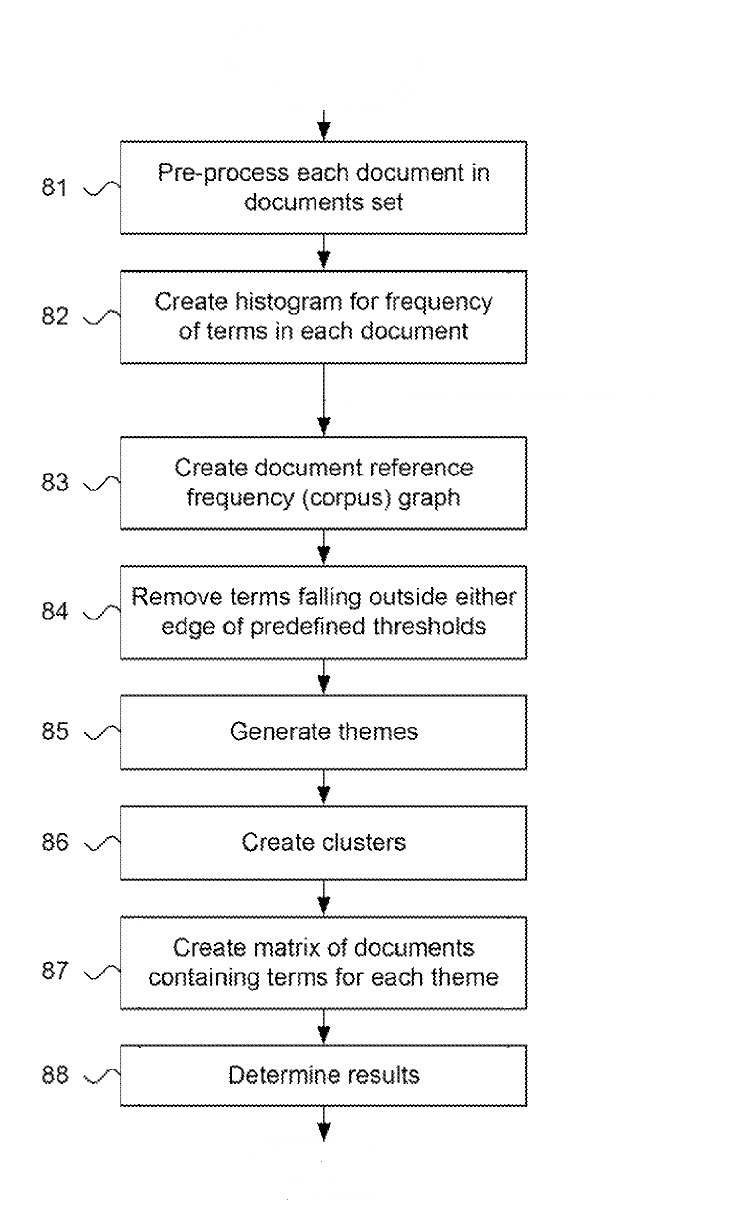 81
Pre-process each document in
documents set
82
Create histogram for frequency
of terms in each document
83
Create document reference
frequency (corpus) graph
84
Remove terms falling outside either
edge of predefined thresholds
85
Generate themes
86
Create clusters
87
Create matrix of documents
containing terms for each theme
88
Determine results